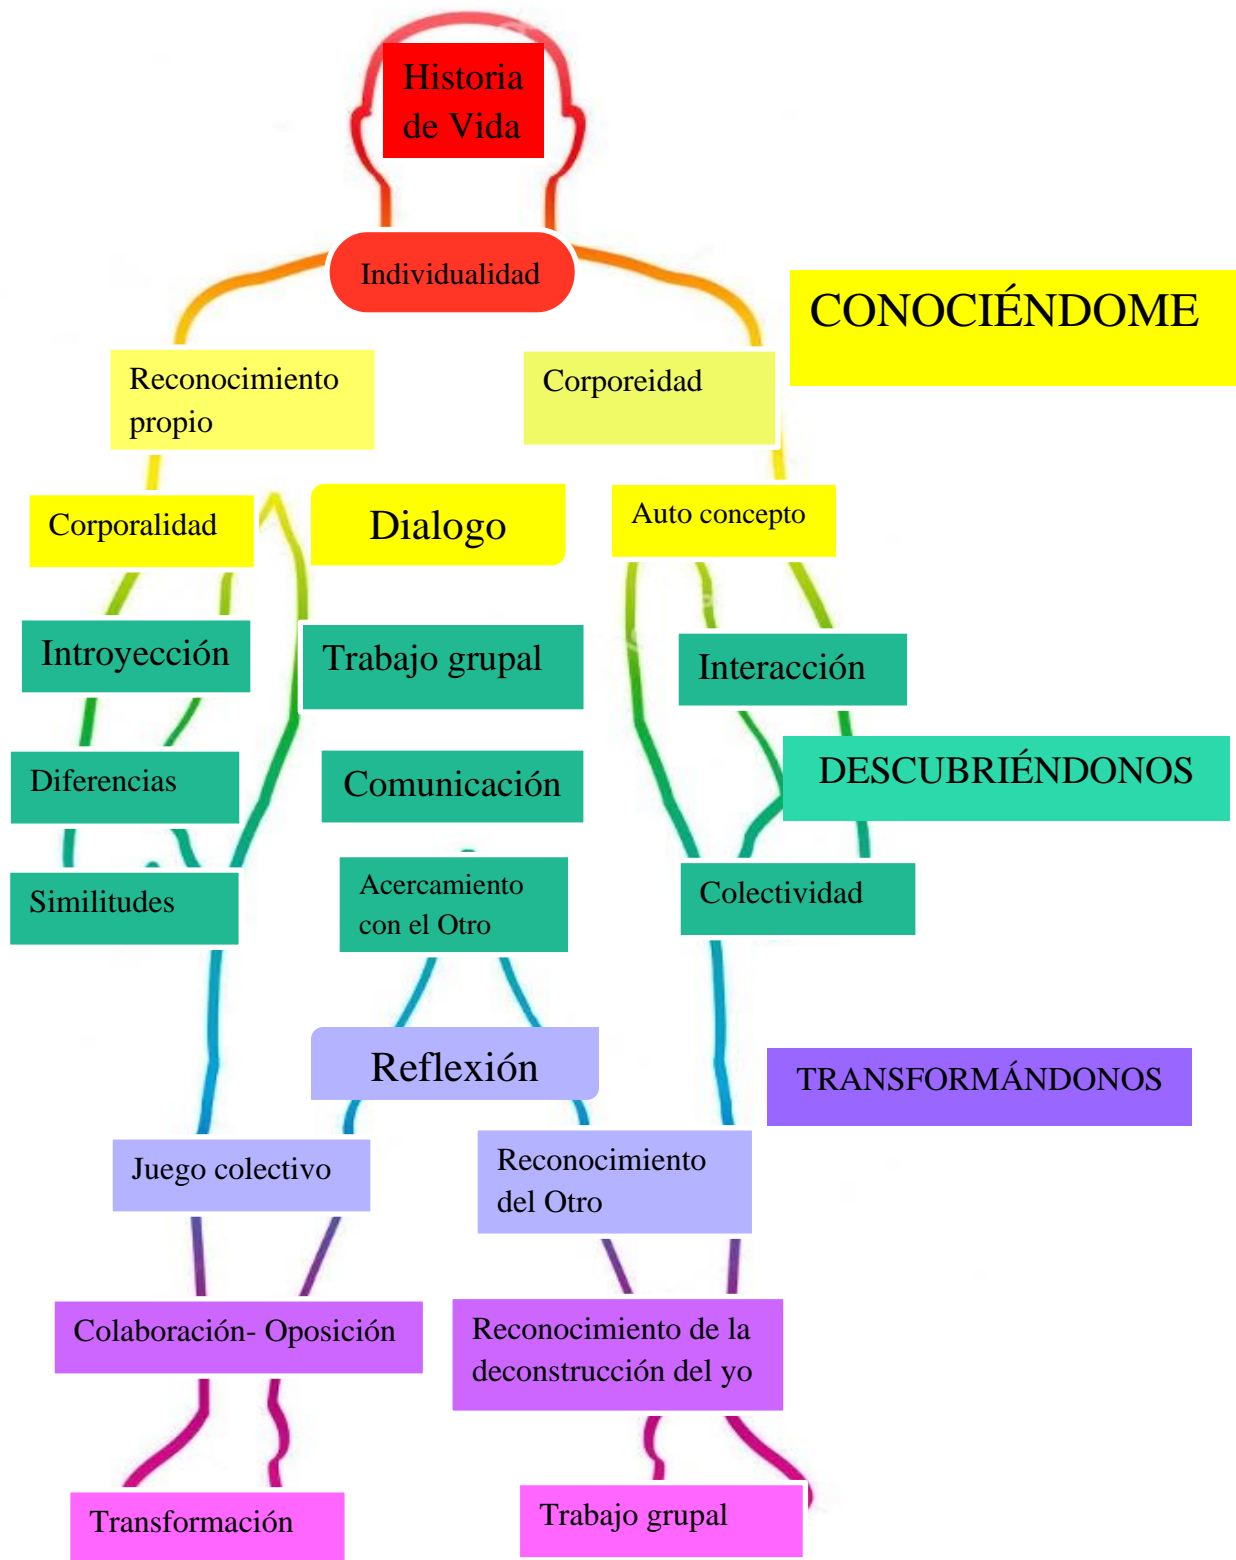 Historia
de Vida
Individualidad
CONOCIÉNDOME
Reconocimiento
propio
Corporeidad
Corporalidad
Dialogo
Auto concepto
Introyección
Trabajo grupal
Interacción
Diferencias
Comunicación
DESCUBRIÉNDONOS
Similitudes
Acercamiento
con el Otro
Colectividad
Reflexión
TRANSFORMÁNDONOS
Juego colectivo
Reconocimiento
del Otro
Colaboración- Oposición
Reconocimiento de la
deconstrucción del yo
Transformación
Trabajo grupal